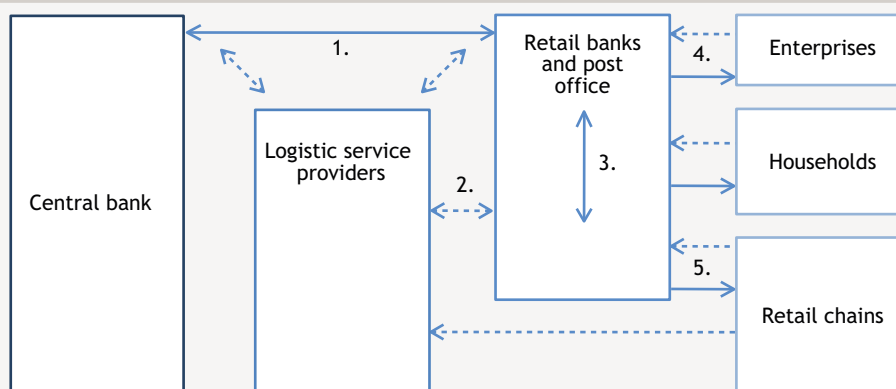 1.
Retail banks
and post
office
4.
Enterprises
Logistic service
providers
3.
Households
2.
Central bank
5.
Retail chains